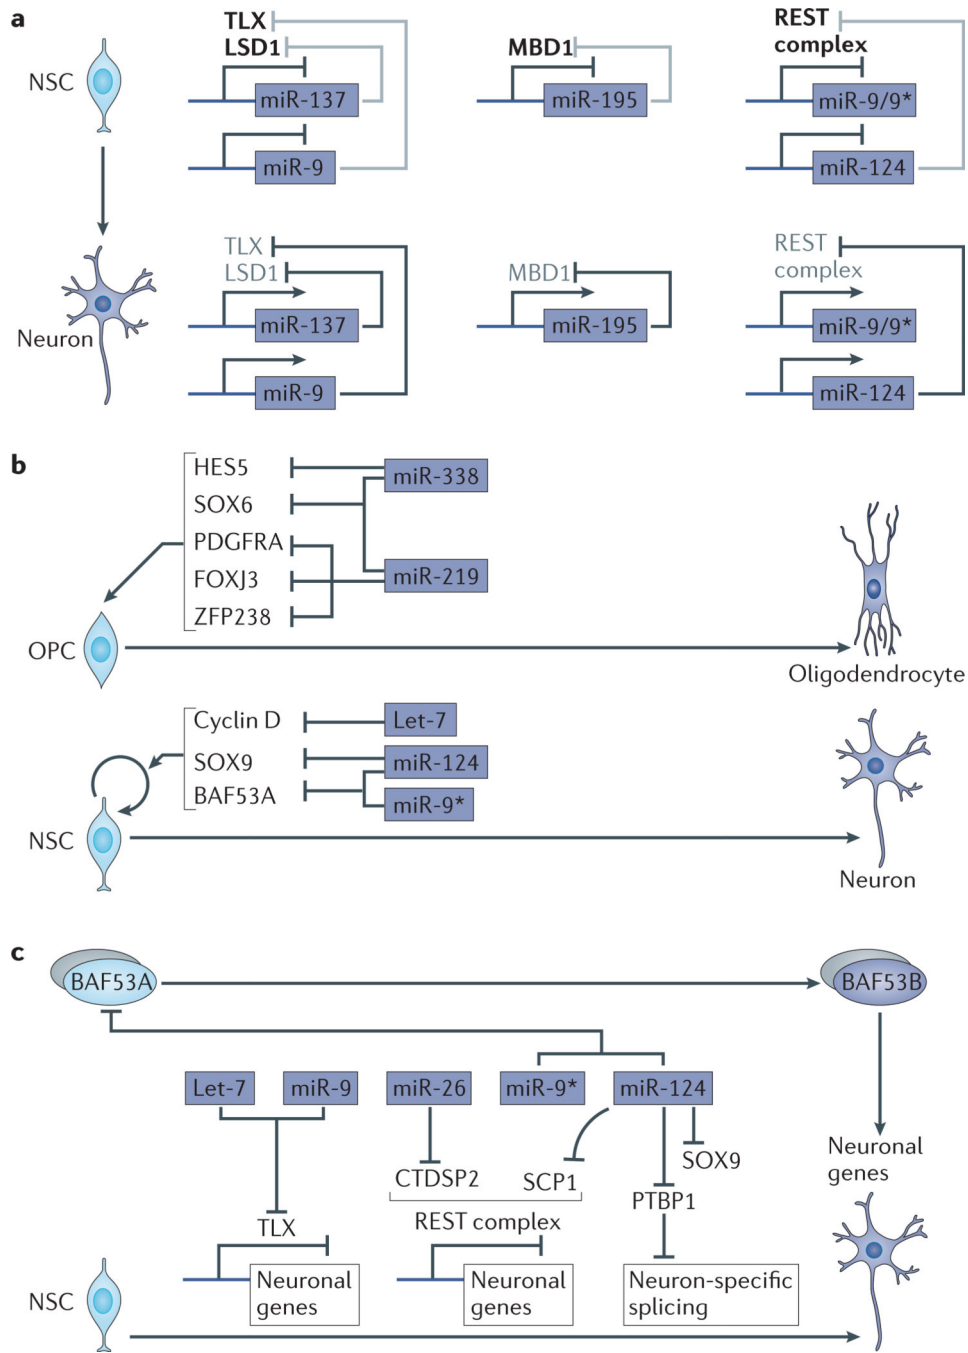 a
NSC
TLX
LSD1
miR-137
miR-9
MBD1
miR-195
REST
complex
miR-9/9*
miR-124
Neuron
TLX
LSD1
miR-137
miR-9
MBD1
miR-195
REST
complex
miR-9/9*
miR-124
b
HES5
SOX6
PDGFRA
FOXJ3
ZFP238
miR-338
miR-219
OPC
Oligodendrocyte
Cyclin D
SOX9
BAF53A
Let-7
miR-124
miR-9*
NSC
Neuron
c
BAF53A
BAF53B
Let-7
miR-9
miR-26
miR-9*
miR-124
CTDSP2
SCP1
SOX9
PTBP1
TLX
REST complex
Neuronal
genes
Neuronal
genes
Neuronal
genes
Neuron-specific
splicing
NSC